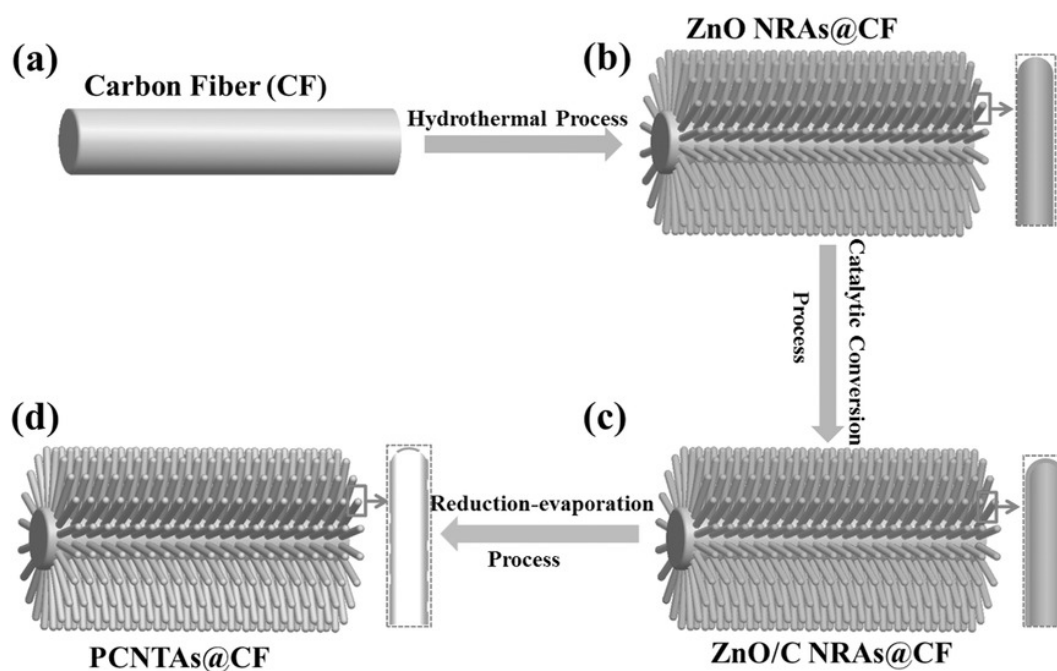 (a)
Carbon Fiber (CF)
Hydrothermal Process
(b)
ZnO NRAs@CF
Catalytic Conversion
Process
(c)
ZnO/C NRAs@CF
Reduction-evaporation
Process
(d)
PCNTAs@CF